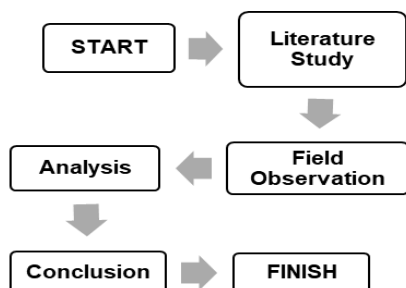 START
Literature
Study
Field
Observation
Analysis
Conclusion
FINISH